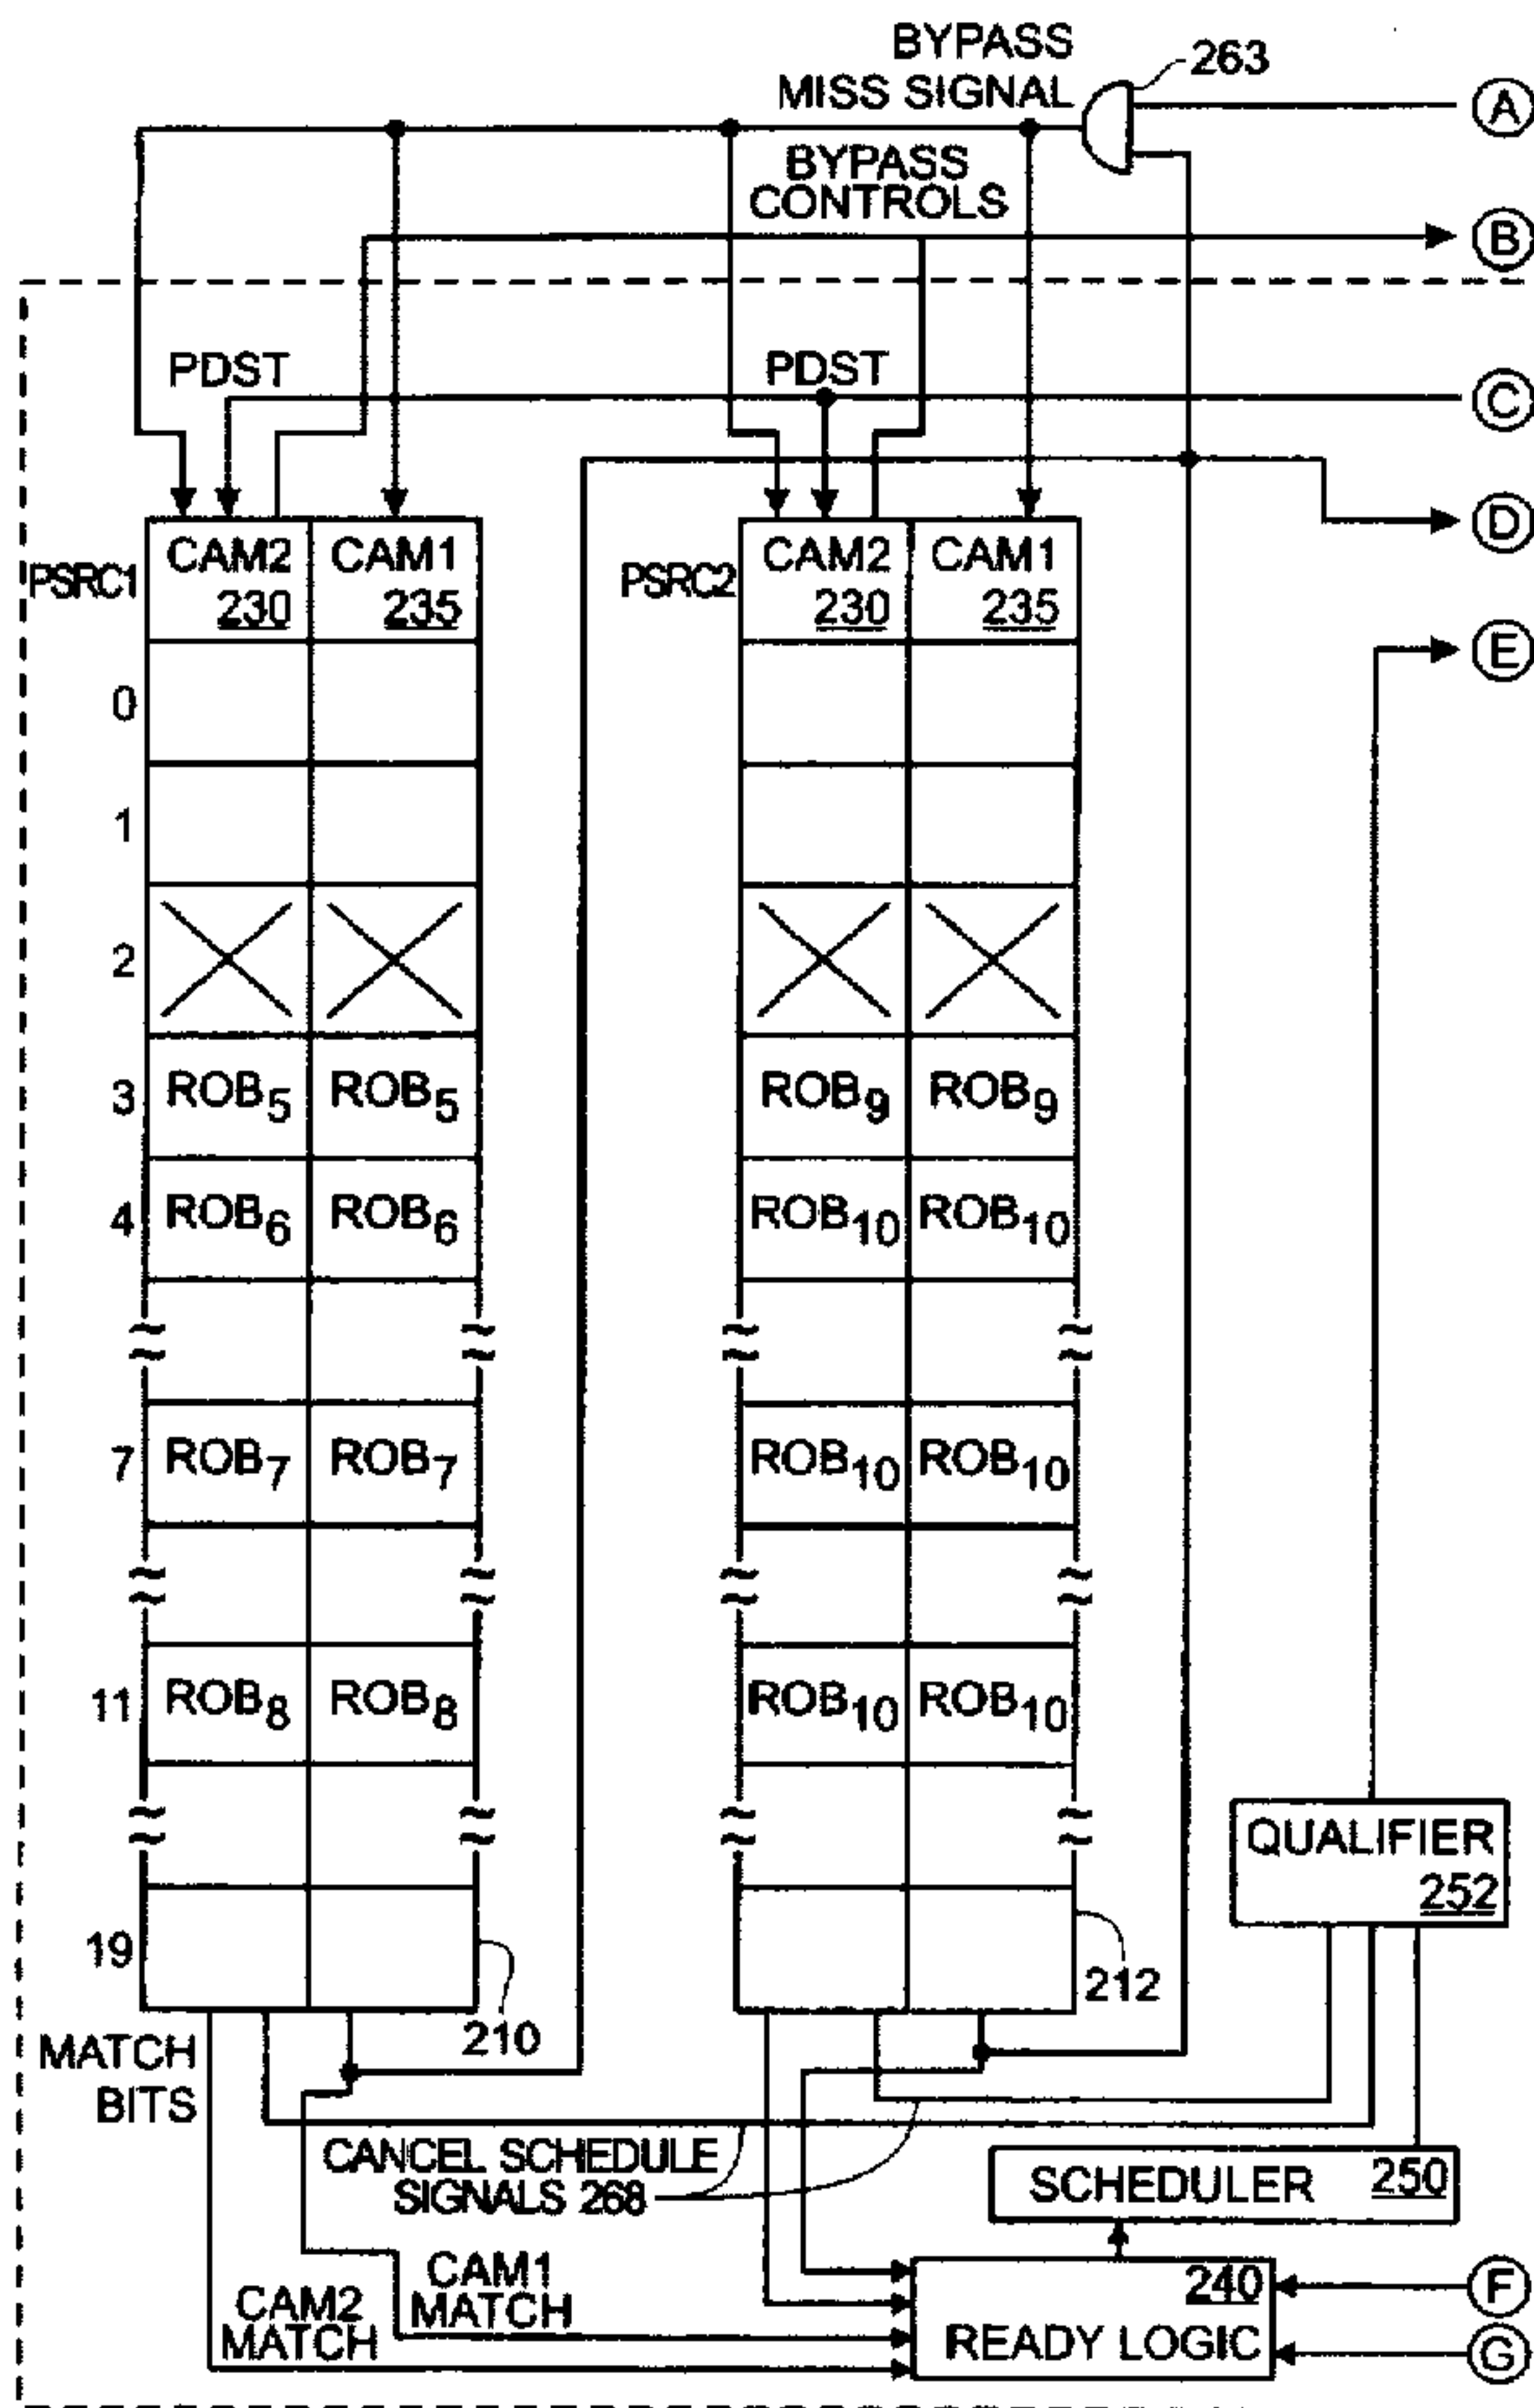 BYPASS
MISS SIGNAL
263
A
BYPASS
CONTROLS
B
PDST
PDST
C
D
PSRC1
CAM2
230
CAM1
235
PSRC2
CAM2
230
CAM1
235
E
0
1
2
3 ROB5 ROB5 ROB9 ROB9
4 ROB6 ROB6 ROB10 ROB10
7 ROB7 ROB7 ROB10 ROB10
11 ROB8 ROB8 ROB10 ROB10
QUALIFIER
252
19
210
212
MATCH
BITS
CANCEL SCHEDULE
SIGNALS 268
SCHEDULER 250
CAM1
MATCH
CAM2
MATCH
240
READY LOGIC
F
G